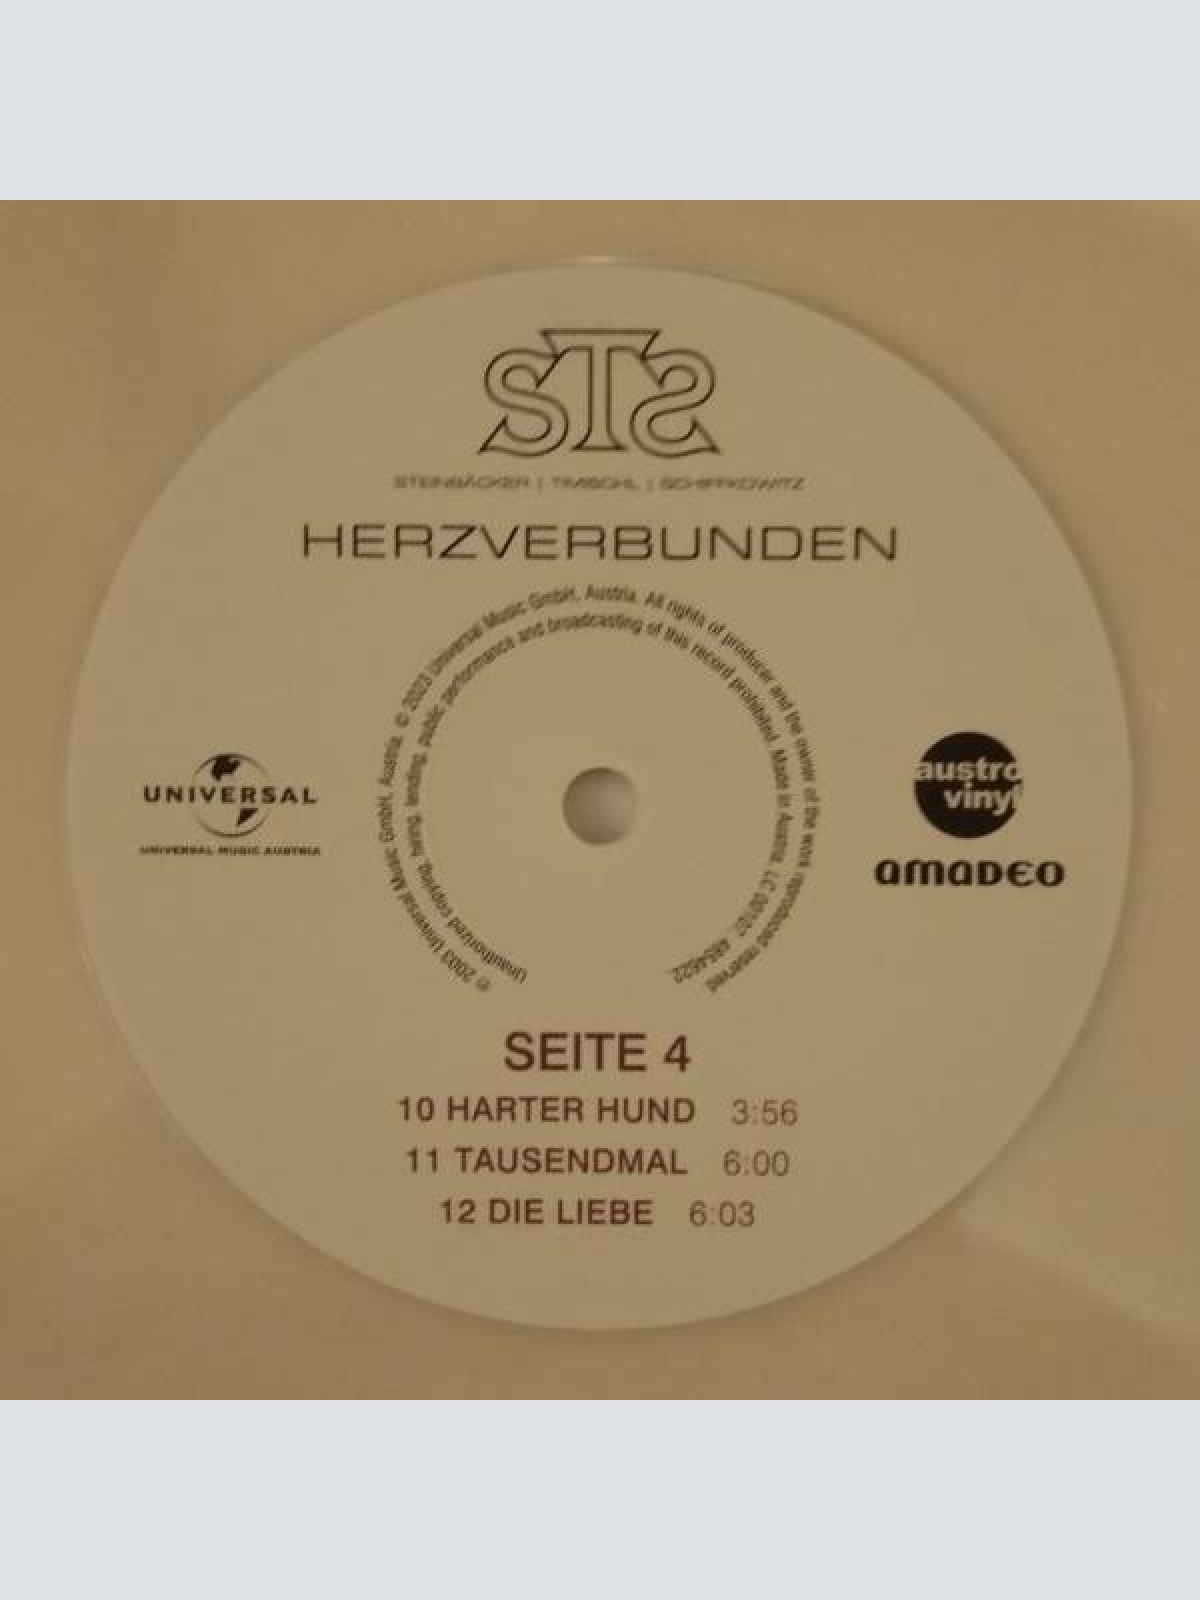 STS
STEINBÄCKER | TIMISCHL | SCHIFFKOWITZ
HERZVERBUNDEN
℗ 2003 Universal Music GmbH, Austria. © 2023 Universal Music GmbH, Austria. All rights of producer and the owner of the work reproduced reserved.
Unauthorized copying, hiring, lending, public performance and broadcasting of this record prohibited. Made in Austria. LC 00107. 4854622
UNIVERSAL
UNIVERSAL MUSIC AUSTRIA
austro
vinyl
amadeo
SEITE 4
10 HARTER HUND 3:56
11 TAUSENDMAL 6:00
12 DIE LIEBE 6:03